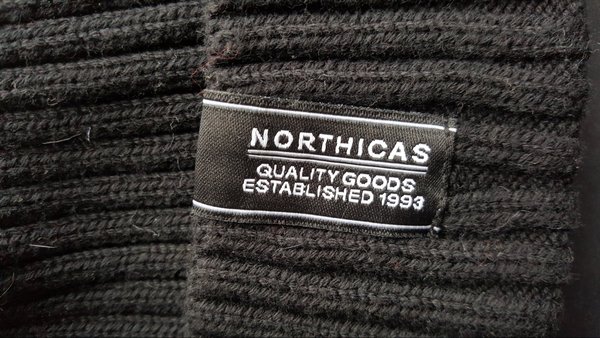 NORTHICAS
QUALITY GOODS
ESTABLISHED 1993